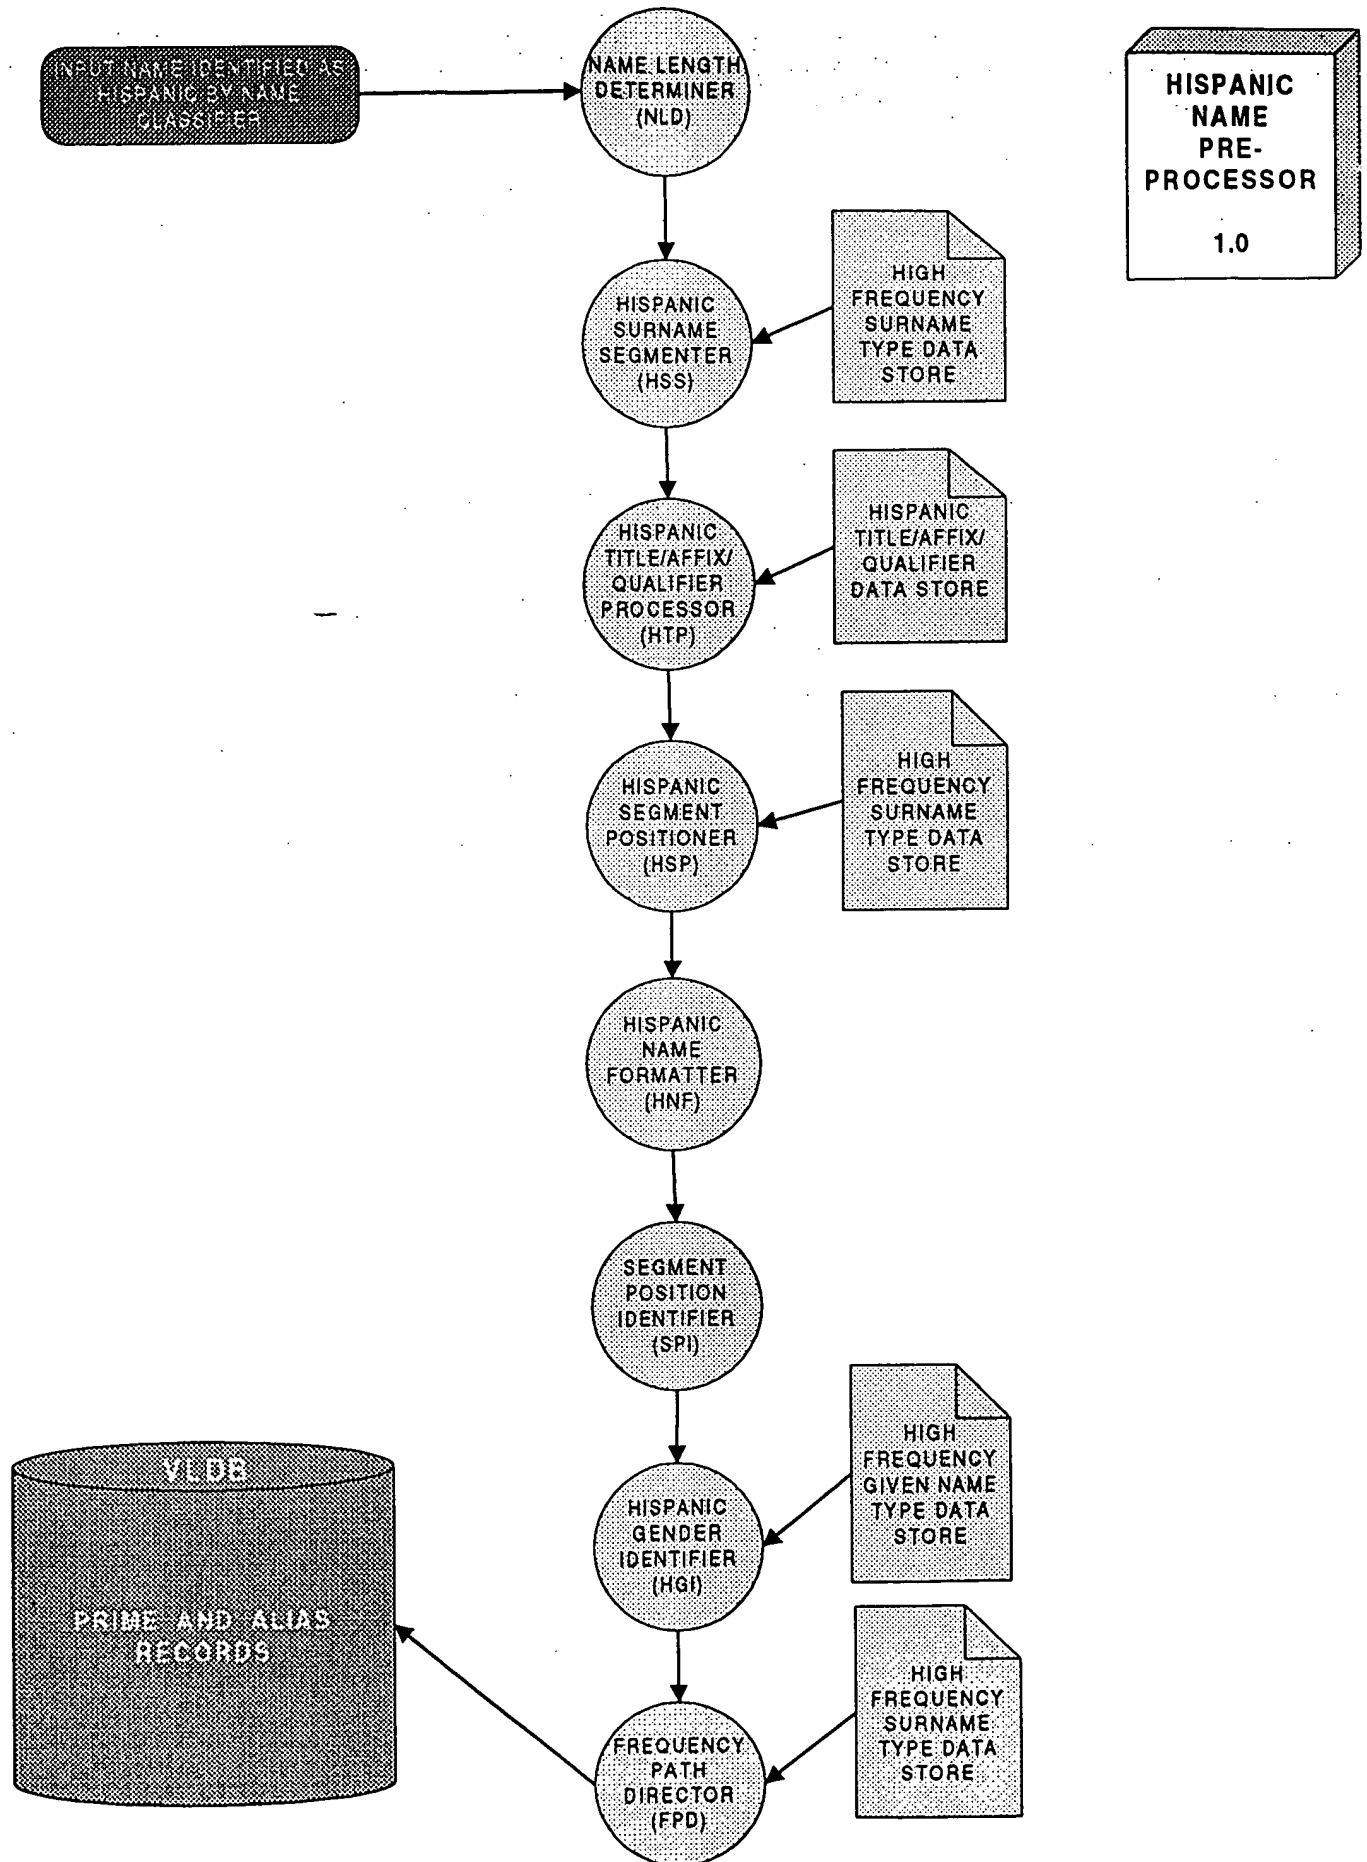 INPUT NAME IDENTIFIED AS
HISPANIC BY NAME
CLASSIFIER
NAME LENGTH
DETERMINER
(NLD)
HISPANIC
NAME
PRE-
PROCESSOR
1.0
HISPANIC
SURNAME
SEGMENTER
(HSS)
HIGH
FREQUENCY
SURNAME
TYPE DATA
STORE
HISPANIC
TITLE/AFFIX/
QUALIFIER
PROCESSOR
(HTP)
HISPANIC
TITLE/AFFIX/
QUALIFIER
DATA STORE
HISPANIC
SEGMENT
POSITIONER
(HSP)
HIGH
FREQUENCY
SURNAME
TYPE DATA
STORE
HISPANIC
NAME
FORMATTER
(HNF)
SEGMENT
POSITION
IDENTIFIER
(SPI)
HISPANIC
GENDER
IDENTIFIER
(HGI)
HIGH
FREQUENCY
GIVEN NAME
TYPE DATA
STORE
VLDB
PRIME AND ALIAS
RECORDS
FREQUENCY
PATH
DIRECTOR
(FPD)
HIGH
FREQUENCY
SURNAME
TYPE DATA
STORE